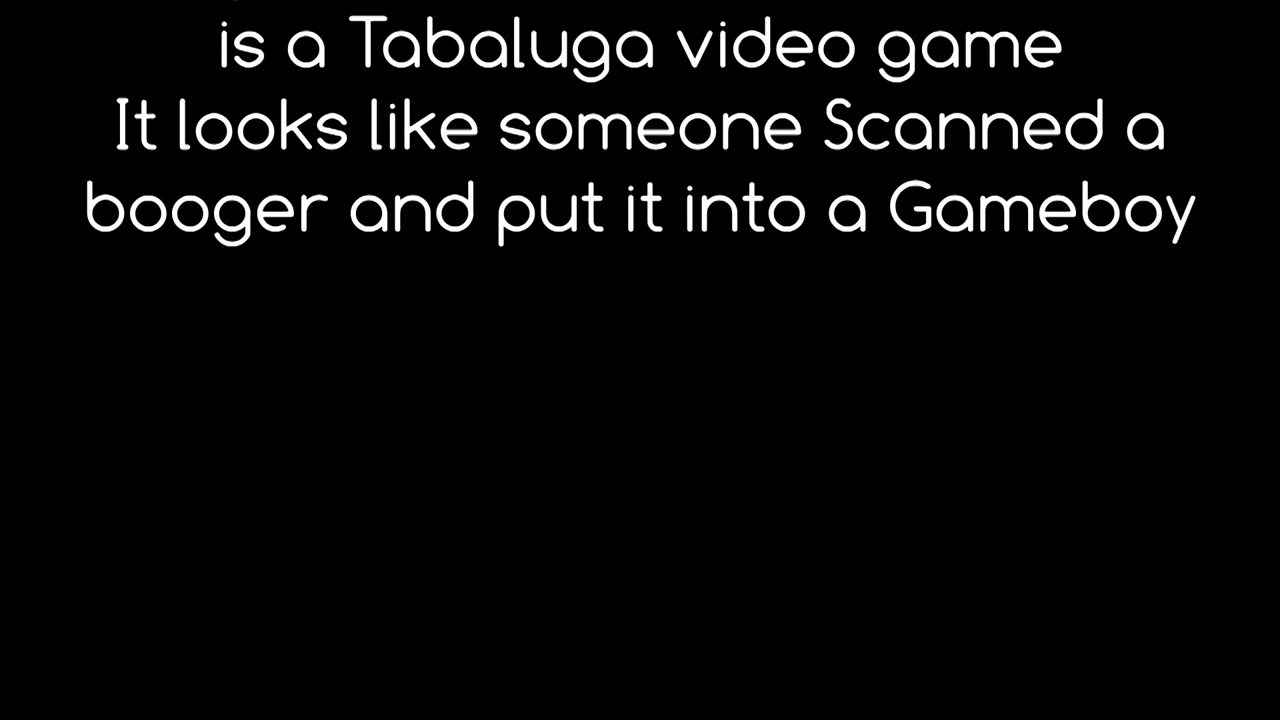 is a Tabaluga video game
It looks like someone Scanned a
booger and put it into a Gameboy